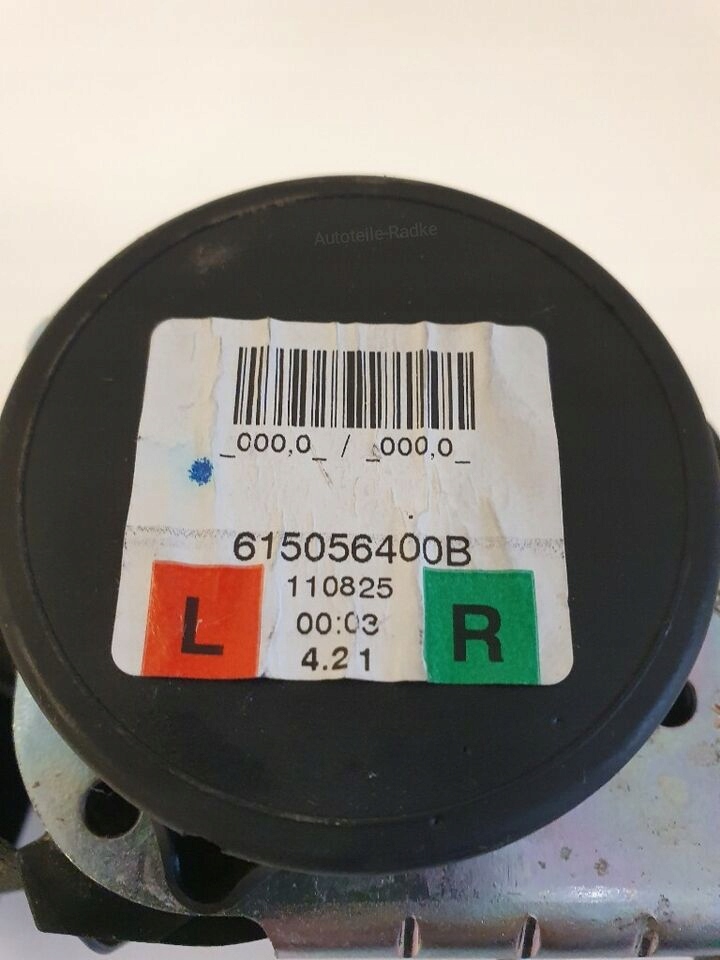 Autoteile-Radke
_000,0_ / _000,0_
615056400B
110825
L
R
00:03
4.21